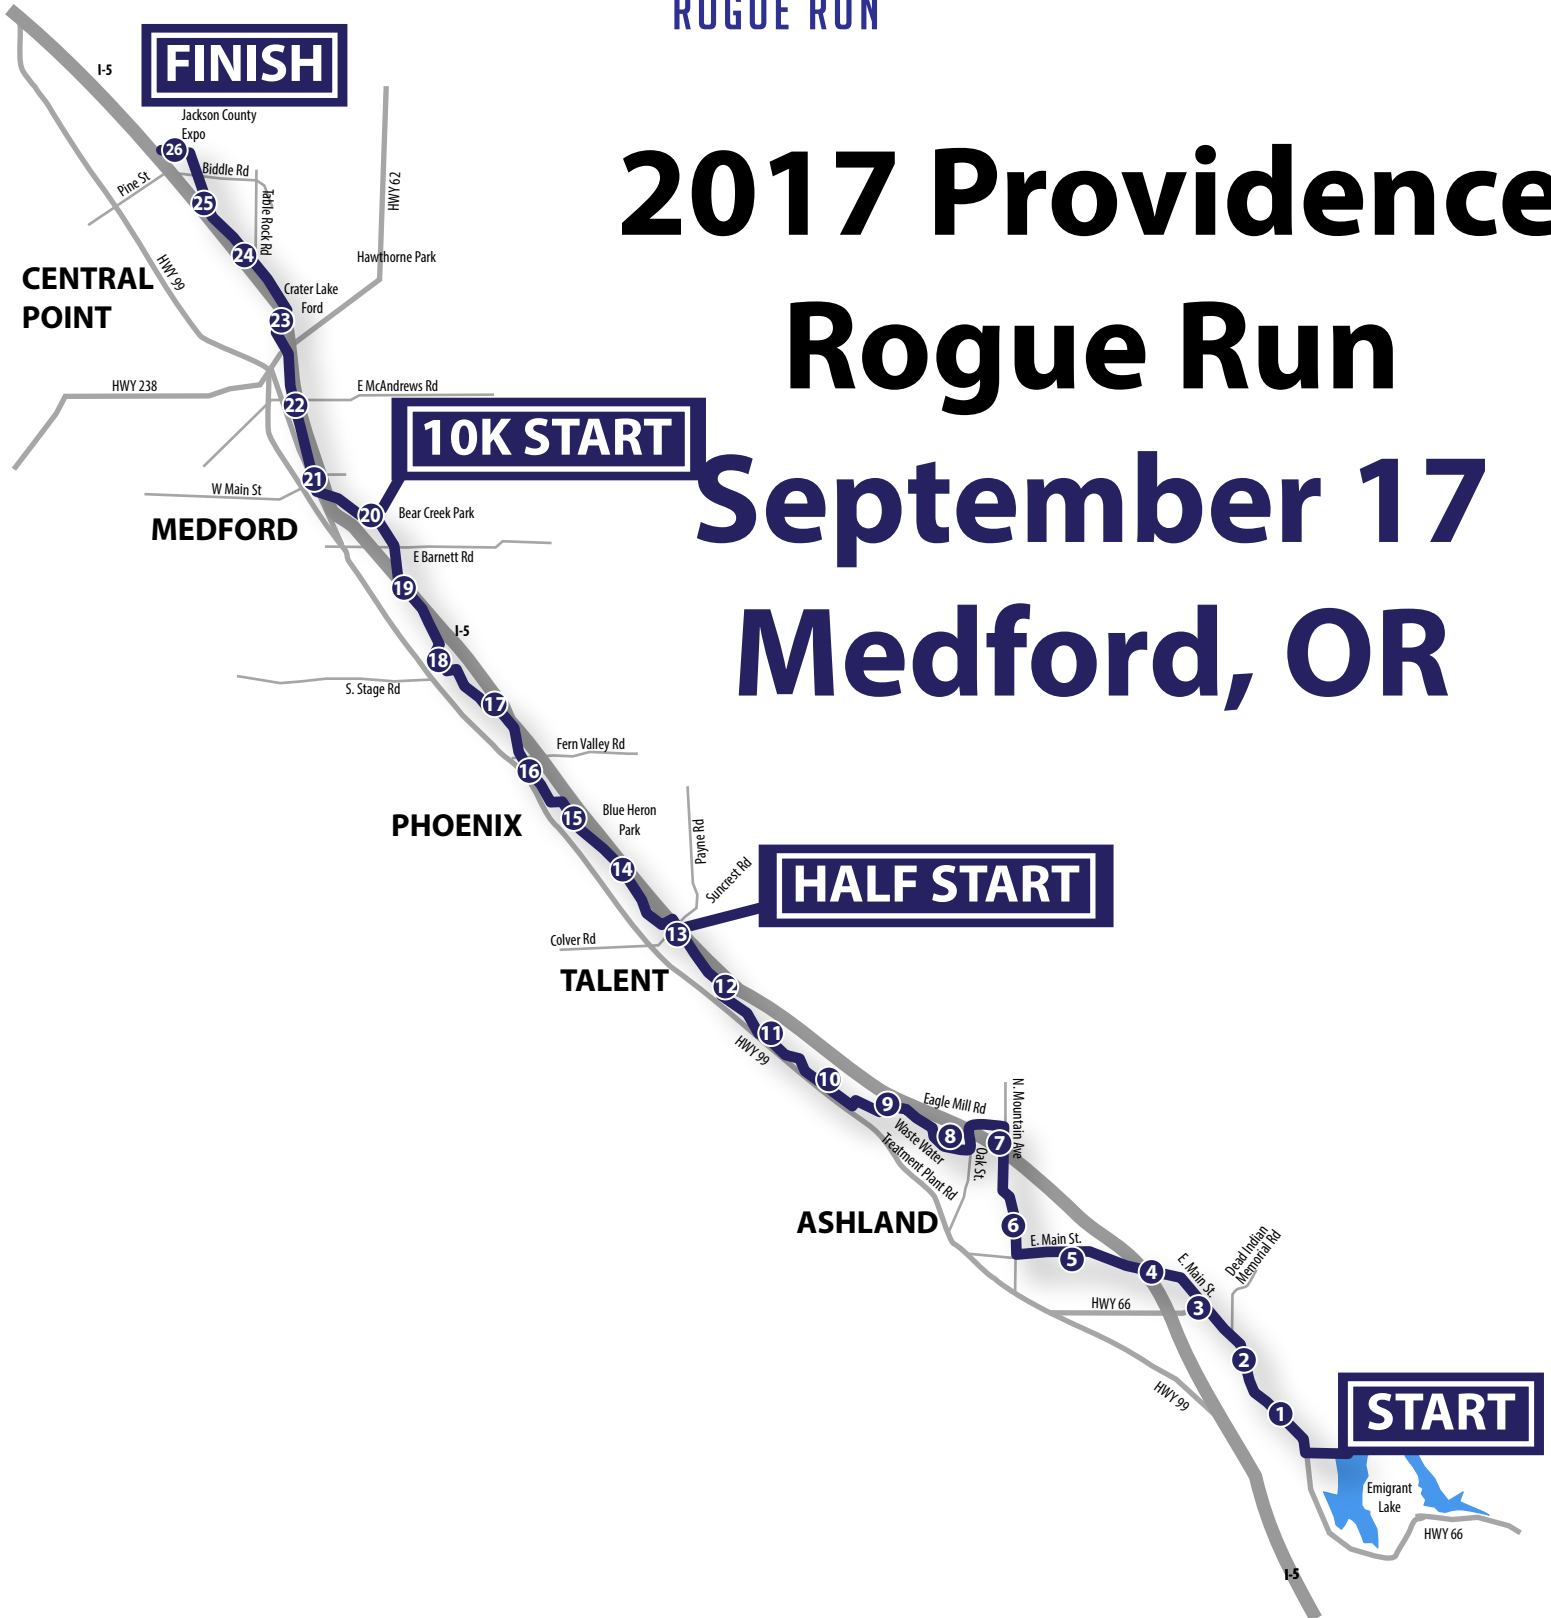 ROGUE RUN
FINISH
I-5
Jackson County
Expo
26
Biddle Rd
Pine St
25
Table Rock Rd
HWY 62
24
Hawthorne Park
HWY 99
CENTRAL
POINT
Crater Lake
Ford
23
2017 Providence
Rogue Run
September 17
Medford, OR
HWY 238
E McAndrews Rd
22
10K START
21
W Main St
20
Bear Creek Park
MEDFORD
E Barnett Rd
19
I-5
18
S. Stage Rd
17
Fern Valley Rd
16
Blue Heron
Park
15
PHOENIX
Payne Rd
14
Suncrest Rd
HALF START
13
Colver Rd
TALENT
12
11
HWY 99
10
9
Eagle Mill Rd
N. Mountain Ave
8
7
Waste Water
Treatment Plant Rd
Oak St.
ASHLAND
6
E. Main St.
5
4
E. Main St.
Dead Indian
Memorial Rd
HWY 66
3
2
HWY 99
1
START
Emigrant
Lake
HWY 66
I-5